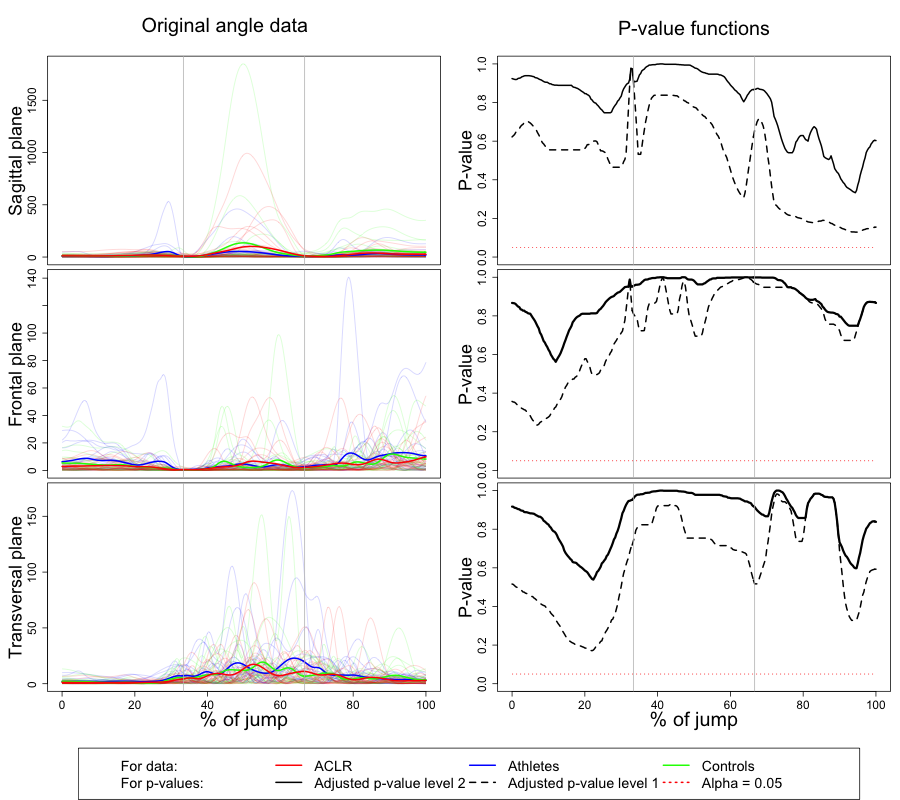 Original angle data
P-value functions
Sagittal plane
0 500 1000 1500
P-value
0.0 0.2 0.4 0.6 0.8 1.0
Frontal plane
0 20 40 60 80 100 140
P-value
0.0 0.2 0.4 0.6 0.8 1.0
Transversal plane
0 50 100 150
P-value
0.0 0.2 0.4 0.6 0.8 1.0
0 20 40 60 80 100
0 20 40 60 80 100
% of jump
% of jump
For data: ACLR Athletes Controls
For p-values: Adjusted p-value level 2 Adjusted p-value level 1 Alpha = 0.05